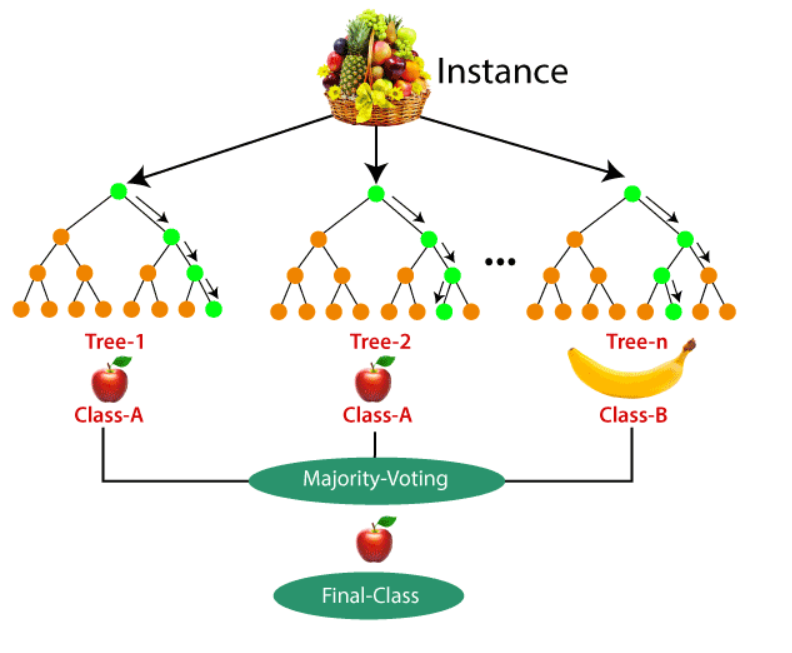 Instance
...
Tree-1
Tree-2
Tree-n
Class-A
Class-A
Class-B
Majority-Voting
Final-Class